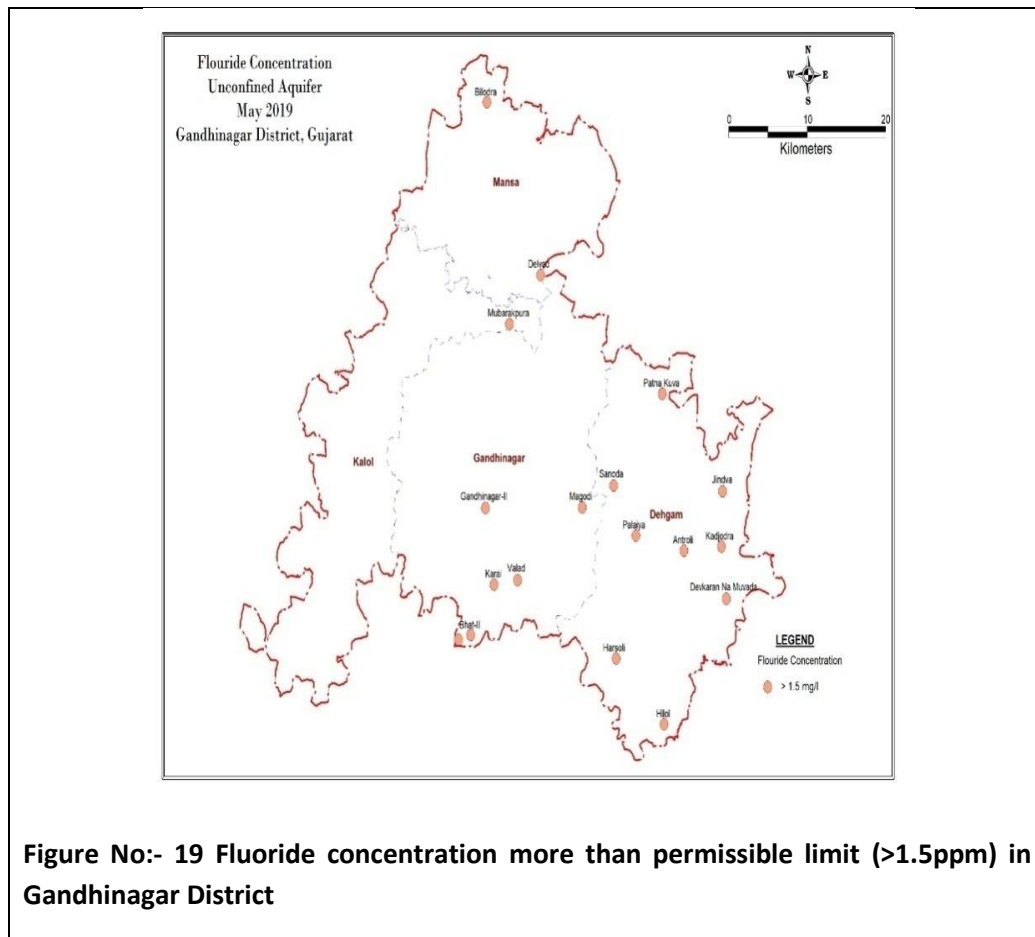 Flouride Concentration
Unconfined Aquifer
May 2019
Gandhinagar District, Gujarat
N
W E
S
0 10 20
Kilometers
Bilodra
Mansa
Delvad
Mubarakpura
Patna Kuva
Kalol
Gandhinagar
Sanoda
Jindva
Gandhinagar-II
Magodi
Dehgam
Palaiya
Antroli
Kadjodra
Karai
Valad
Devkaran Na Muvada
Bhat-II
Harsoli
Hilol
LEGEND
Flouride Concentration
> 1.5 mg/l
Figure No:- 19 Fluoride concentration more than permissible limit (>1.5ppm) in
Gandhinagar District